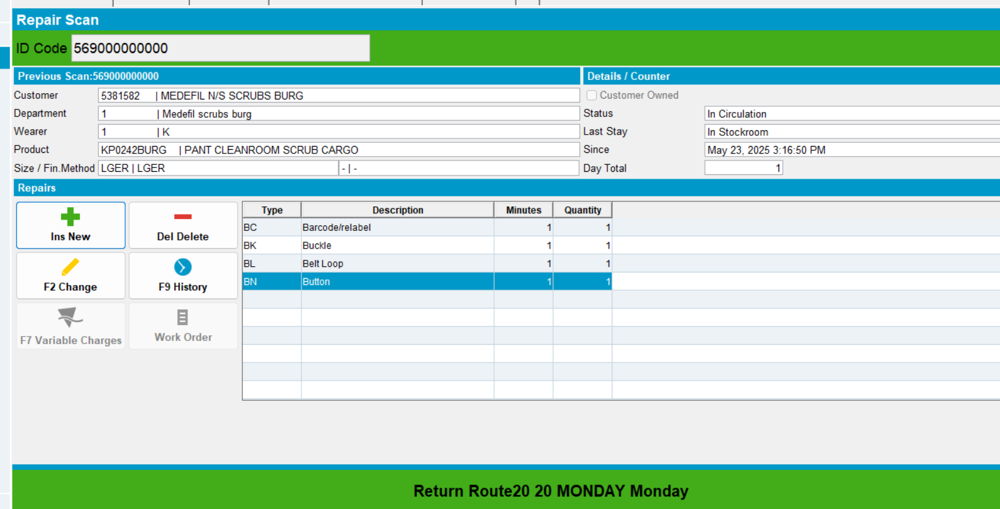 Repair Scan
ID Code 569000000000
Previous Scan:569000000000
Details / Counter
Customer 5381582 | MEDEFIL N/S SCRUBS BURG
Customer Owned
Department 1 | Medefil scrubs burg
Status In Circulation
Wearer 1 | K
Last Stay In Stockroom
Product KP0242BURG | PANT CLEANROOM SCRUB CARGO
Since May 23, 2025 3:16:50 PM
Size / Fin.Method LGER | LGER - | -
Day Total 1
Repairs
Ins New
Del Delete
F2 Change
F9 History
F7 Variable Charges
Work Order
Type Description Minutes Quantity
BC Barcode/relabel 1 1
BK Buckle 1 1
BL Belt Loop 1 1
BN Button 1 1
Return Route20 20 MONDAY Monday